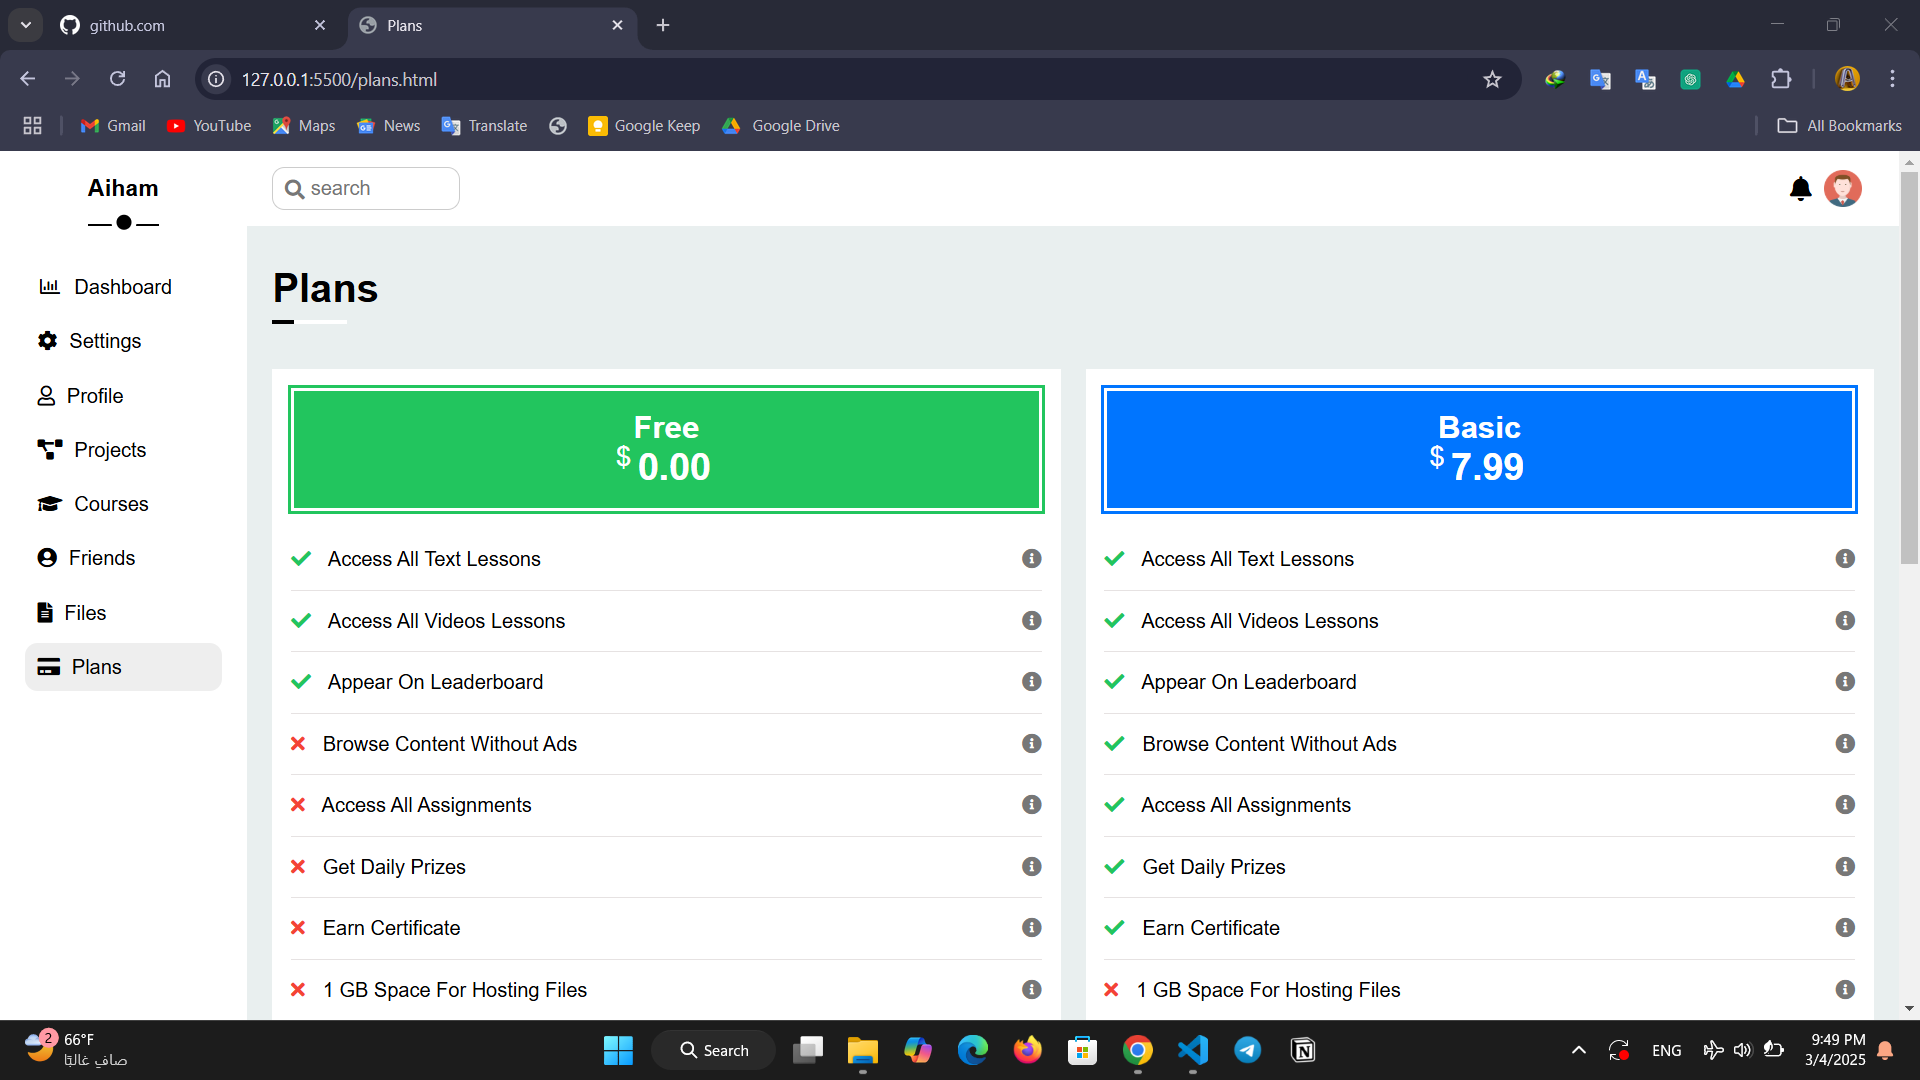 github.com
Plans
127.0.0.1:5500/plans.html
Gmail
YouTube
Maps
News
Translate
Google Keep
Google Drive
All Bookmarks
Aiham
search
Dashboard
Settings
Profile
Projects
Courses
Friends
Files
Plans
Plans
Free
$ 0.00
Access All Text Lessons
Access All Videos Lessons
Appear On Leaderboard
Browse Content Without Ads
Access All Assignments
Get Daily Prizes
Earn Certificate
1 GB Space For Hosting Files
Basic
$ 7.99
Access All Text Lessons
Access All Videos Lessons
Appear On Leaderboard
Browse Content Without Ads
Access All Assignments
Get Daily Prizes
Earn Certificate
1 GB Space For Hosting Files
2
66°F
صافٍ غالبًا
Search
ENG
9:49 PM
3/4/2025